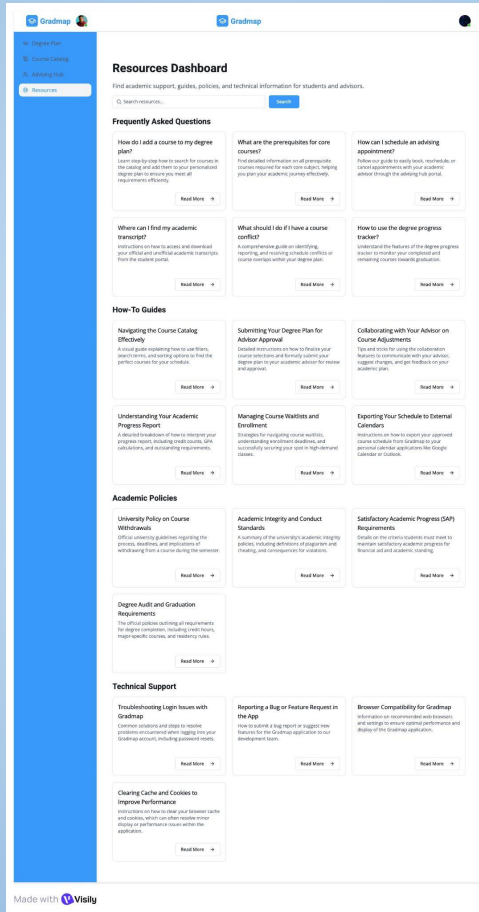 Gradmap
Gradmap
Degree Plan
Course Catalog
Advising Hub
Resources
Resources Dashboard
Find academic support, guides, policies, and technical information for students and advisors.
Search resources...
Search
Frequently Asked Questions
How do I add a course to my degree
plan?
Learn step-by-step how to search for courses in
the catalog and add them to your personalized
degree plan to ensure you meet all
requirements efficiently.
Read More →
What are the prerequisites for core
courses?
Find detailed information on all prerequisite
courses required for each core subject, helping
you plan your academic journey effectively.
Read More →
How can I schedule an advising
appointment?
Follow our guide to easily book, reschedule, or
cancel appointments with your academic
advisor through the advising hub portal.
Read More →
Where can I find my academic
transcript?
Instructions on how to access and download
your official and unofficial academic transcripts
from the student portal.
Read More →
What should I do if I have a course
conflict?
A comprehensive guide on identifying,
reporting, and resolving schedule conflicts or
course overlaps within your degree plan.
Read More →
How to use the degree progress
tracker?
Understand the features of the degree progress
tracker to monitor your completed and
remaining courses towards graduation.
Read More →
How-To Guides
Navigating the Course Catalog
Effectively
A visual guide explaining how to use filters,
search terms, and sorting options to find the
perfect courses for your schedule.
Read More →
Submitting Your Degree Plan for
Advisor Approval
Detailed instructions on how to finalize your
course selections and formally submit your
degree plan to your academic advisor for review
and approval.
Read More →
Collaborating with Your Advisor on
Course Adjustments
Tips and tricks for using the collaboration
features to communicate with your advisor,
suggest changes, and get feedback on your
academic plan.
Read More →
Understanding Your Academic
Progress Report
A detailed breakdown of how to interpret your
progress report, including credit counts, GPA
calculations, and outstanding requirements.
Read More →
Managing Course Waitlists and
Enrollment
Strategies for navigating course waitlists,
understanding enrollment deadlines, and
successfully securing your spot in high-demand
classes.
Read More →
Exporting Your Schedule to External
Calendars
Instructions on how to export your approved
course schedule from Gradmap to your
personal calendar applications like Google
Calendar or Outlook.
Read More →
Academic Policies
University Policy on Course
Withdrawals
Official university guidelines regarding the
process, deadlines, and implications of
withdrawing from a course during the semester.
Read More →
Academic Integrity and Conduct
Standards
A summary of the university's academic integrity
policies, including definitions of plagiarism and
cheating, and consequences for violations.
Read More →
Satisfactory Academic Progress (SAP)
Requirements
Details on the criteria students must meet to
maintain satisfactory academic progress for
financial aid and academic standing.
Read More →
Degree Audit and Graduation
Requirements
The official policies outlining all requirements
for degree completion, including credit hours,
major-specific courses, and residency rules.
Read More →
Technical Support
Troubleshooting Login Issues with
Gradmap
Common solutions and steps to resolve
problems encountered when logging into your
Gradmap account, including password resets.
Read More →
Reporting a Bug or Feature Request in
the App
How to submit a bug report or suggest new
features for the Gradmap application to our
development team.
Read More →
Browser Compatibility for Gradmap
Information on recommended web browsers
and settings to ensure optimal performance and
display of the Gradmap application.
Read More →
Clearing Cache and Cookies to
Improve Performance
Instructions on how to clear your browser cache
and cookies, which can often resolve minor
display or performance issues within the
application.
Read More →
Made with Visily